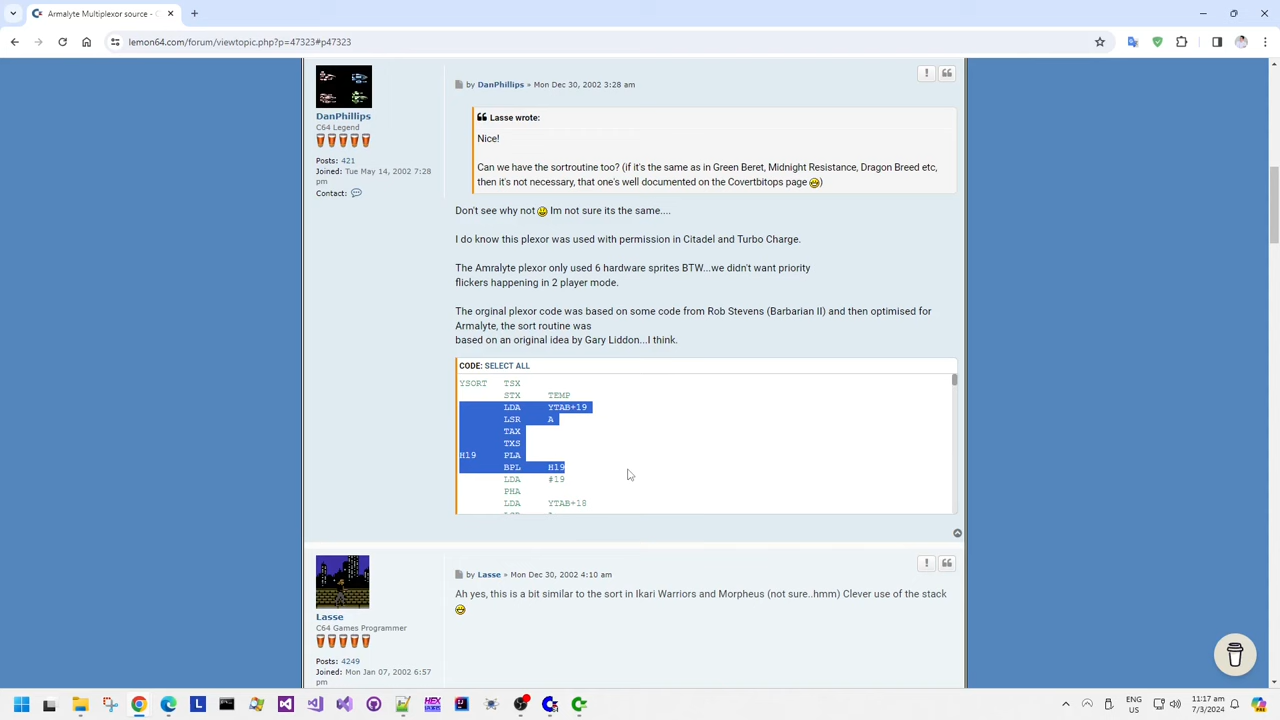 Armalyte Multiplexor source - C
lemon64.com/forum/viewtopic.php?p=47323#p47323
DanPhillips
C64 Legend
Posts: 421
Joined: Tue May 14, 2002 7:28
pm
Contact:
by DanPhillips » Mon Dec 30, 2002 3:28 am
Lasse wrote:
Nice!
Can we have the sortroutine too? (if it's the same as in Green Beret, Midnight Resistance, Dragon Breed etc,
then it's not necessary, that one's well documented on the Covertbitops page )
Don't see why not Im not sure its the same....
I do know this plexor was used with permission in Citadel and Turbo Charge.
The Amralyte plexor only used 6 hardware sprites BTW...we didn't want priority
flickers happening in 2 player mode.
The orginal plexor code was based on some code from Rob Stevens (Barbarian II) and then optimised for
Armalyte, the sort routine was
based on an original idea by Gary Liddon...I think.
CODE: SELECT ALL
YSORT TSX
STX TEMP
LDA YTAB+19
LSR A
TAX
TXS
H19 PLA
BPL H19
LDA #19
PHA
LDA YTAB+18
Lasse
C64 Games Programmer
Posts: 4249
Joined: Mon Jan 07, 2002 6:57
pm
by Lasse » Mon Dec 30, 2002 4:10 am
Ah yes, this is a bit similar to the sort in Ikari Warriors and Morpheus (not sure..hmm) Clever use of the stack
ENG
US
11:17 am
7/3/2024